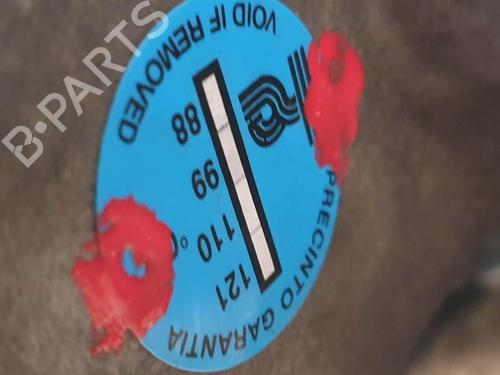 B-PARTS
VOID IF REMOVED
88
99
110°C
121
PRECINTO GARANTIA